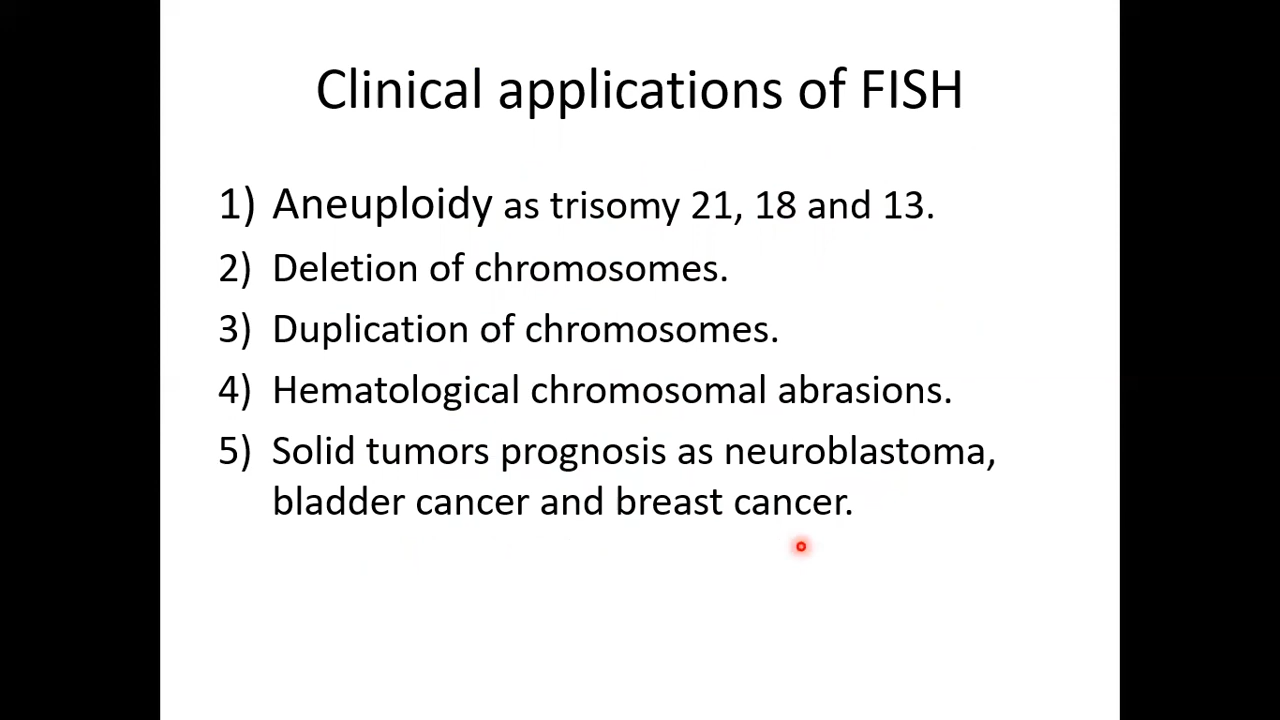 Clinical applications of FISH
1) Aneuploidy as trisomy 21, 18 and 13.
2) Deletion of chromosomes.
3) Duplication of chromosomes.
4) Hematological chromosomal abrasions.
5) Solid tumors prognosis as neuroblastoma,
bladder cancer and breast cancer.